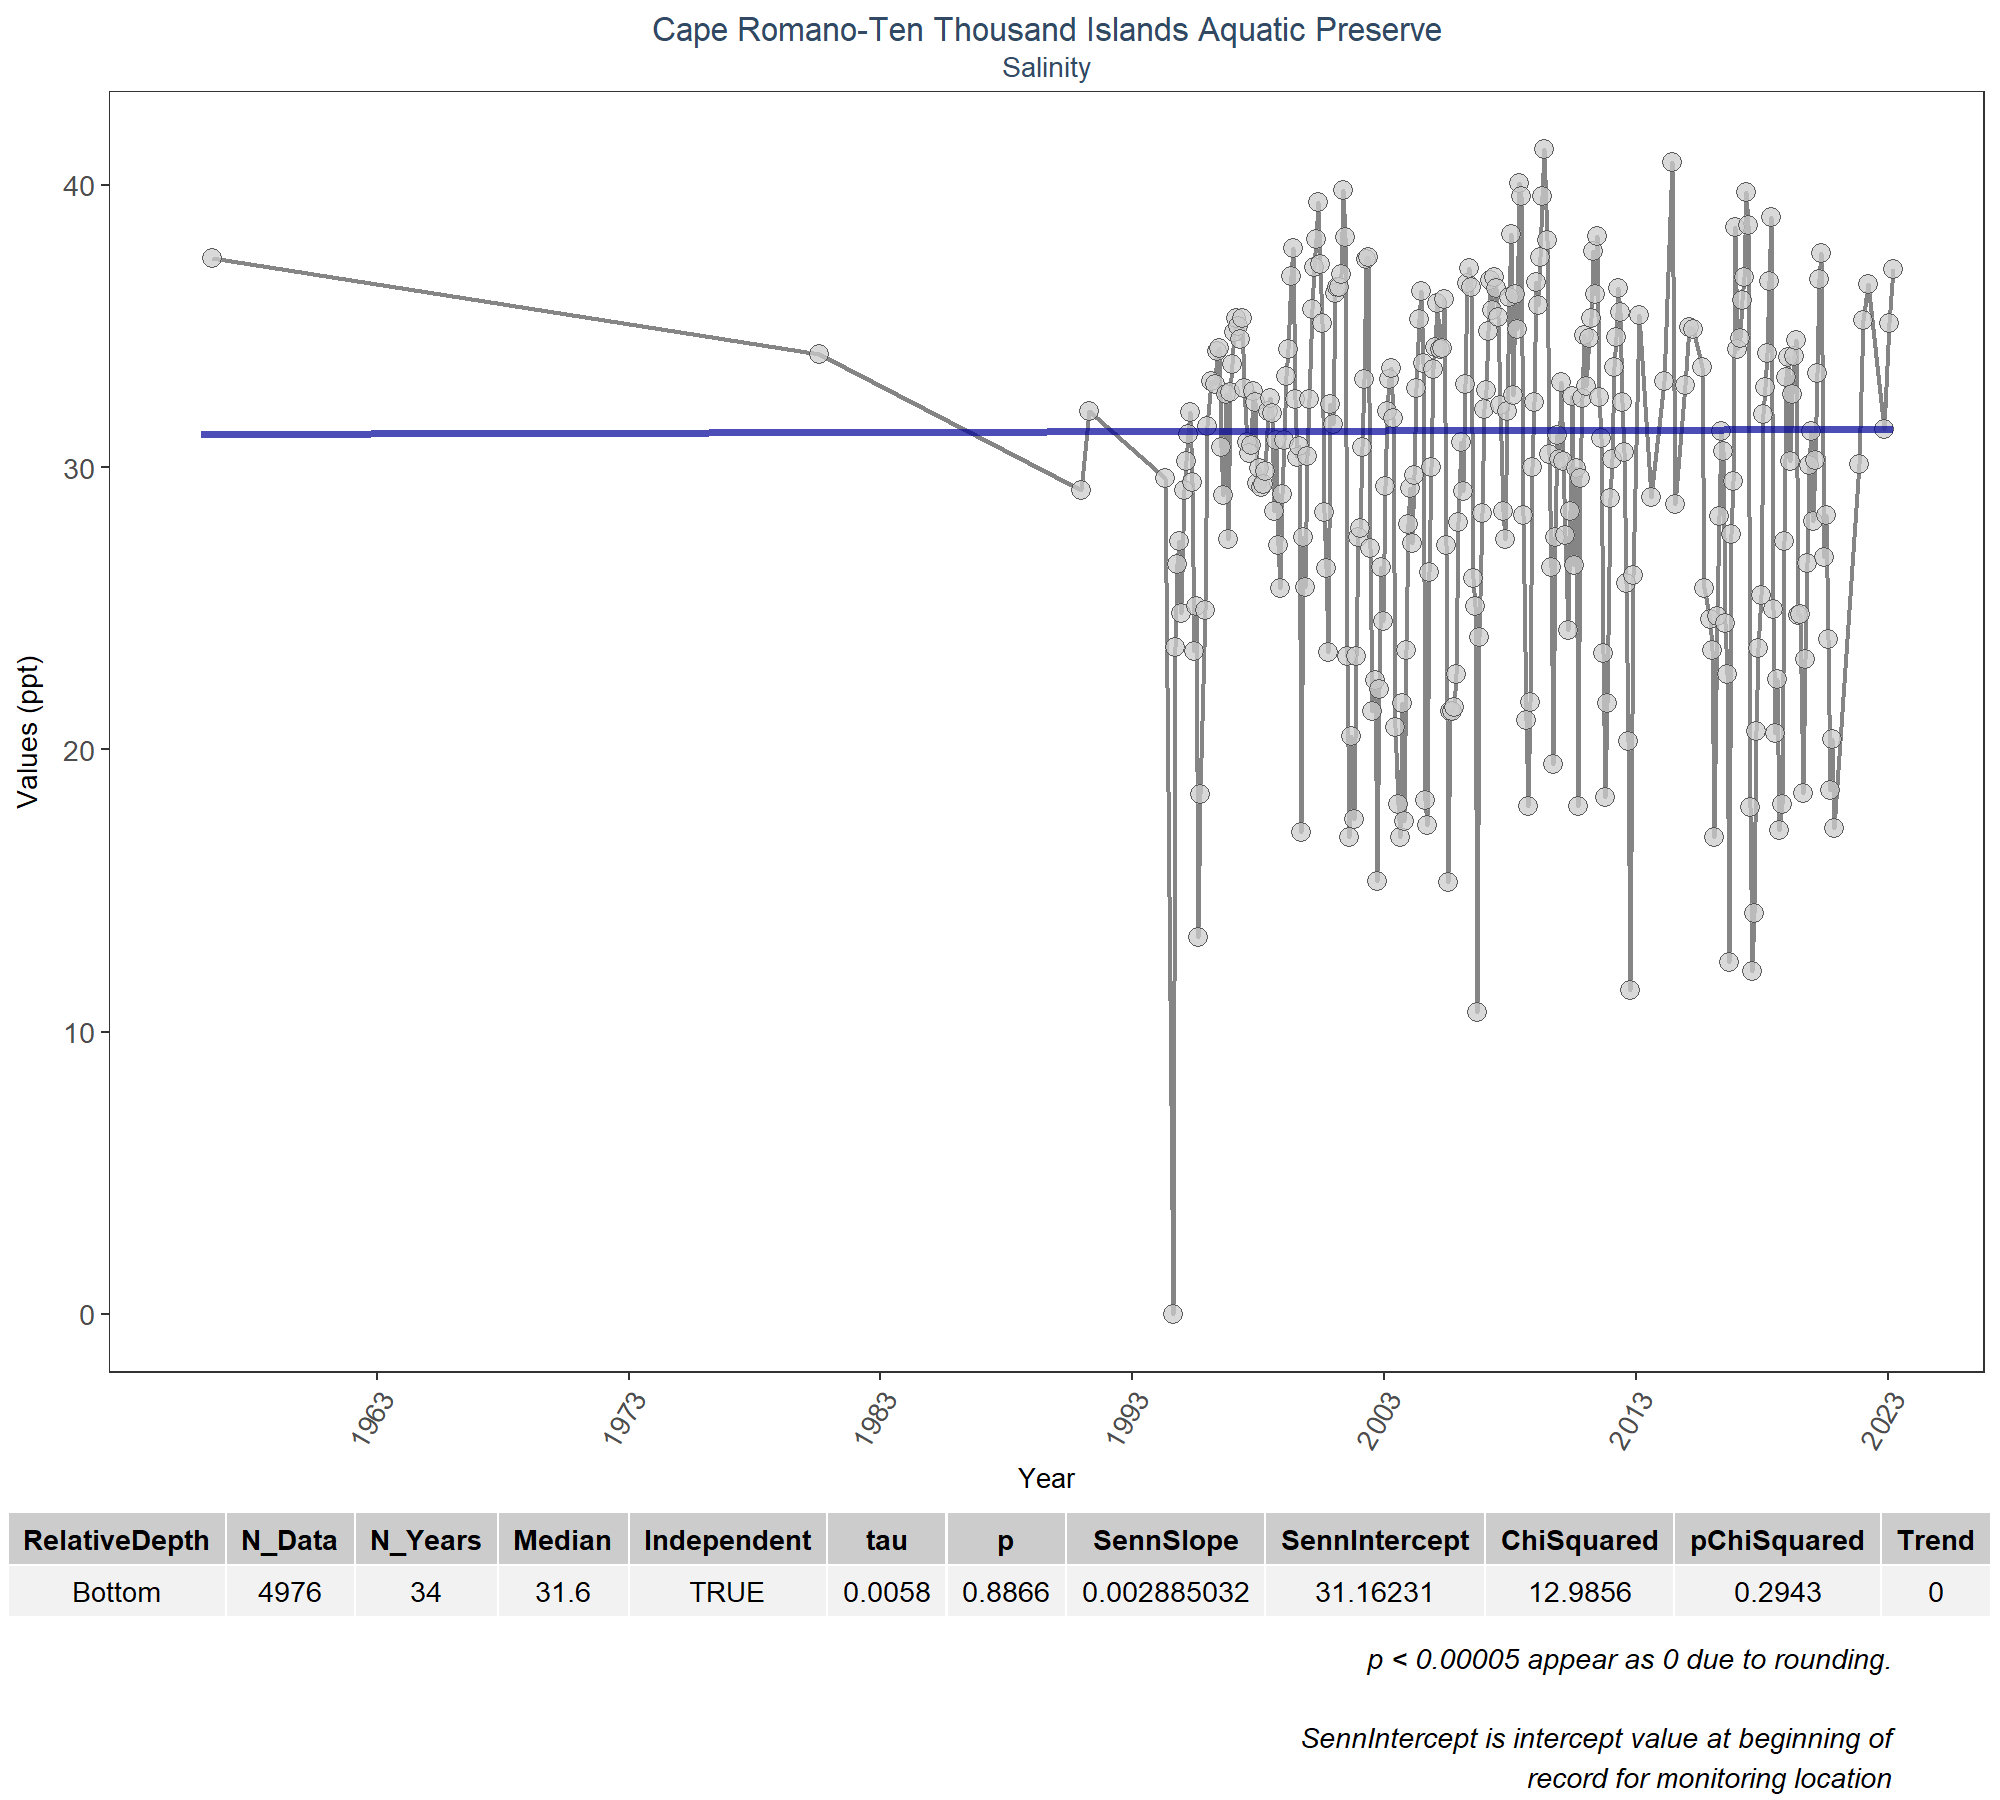 Cape Romano-Ten Thousand Islands Aquatic Preserve
Salinity
40
30
20
10
0
Values (ppt)
1963 1973 1983 1993 2003 2013 2023
Year
RelativeDepth N_Data N_Years Median Independent tau p SennSlope SennIntercept ChiSquared pChiSquared Trend
Bottom 4976 34 31.6 TRUE 0.0058 0.8866 0.002885032 31.16231 12.9856 0.2943 0
p < 0.00005 appear as 0 due to rounding.
SennIntercept is intercept value at beginning of
record for monitoring location